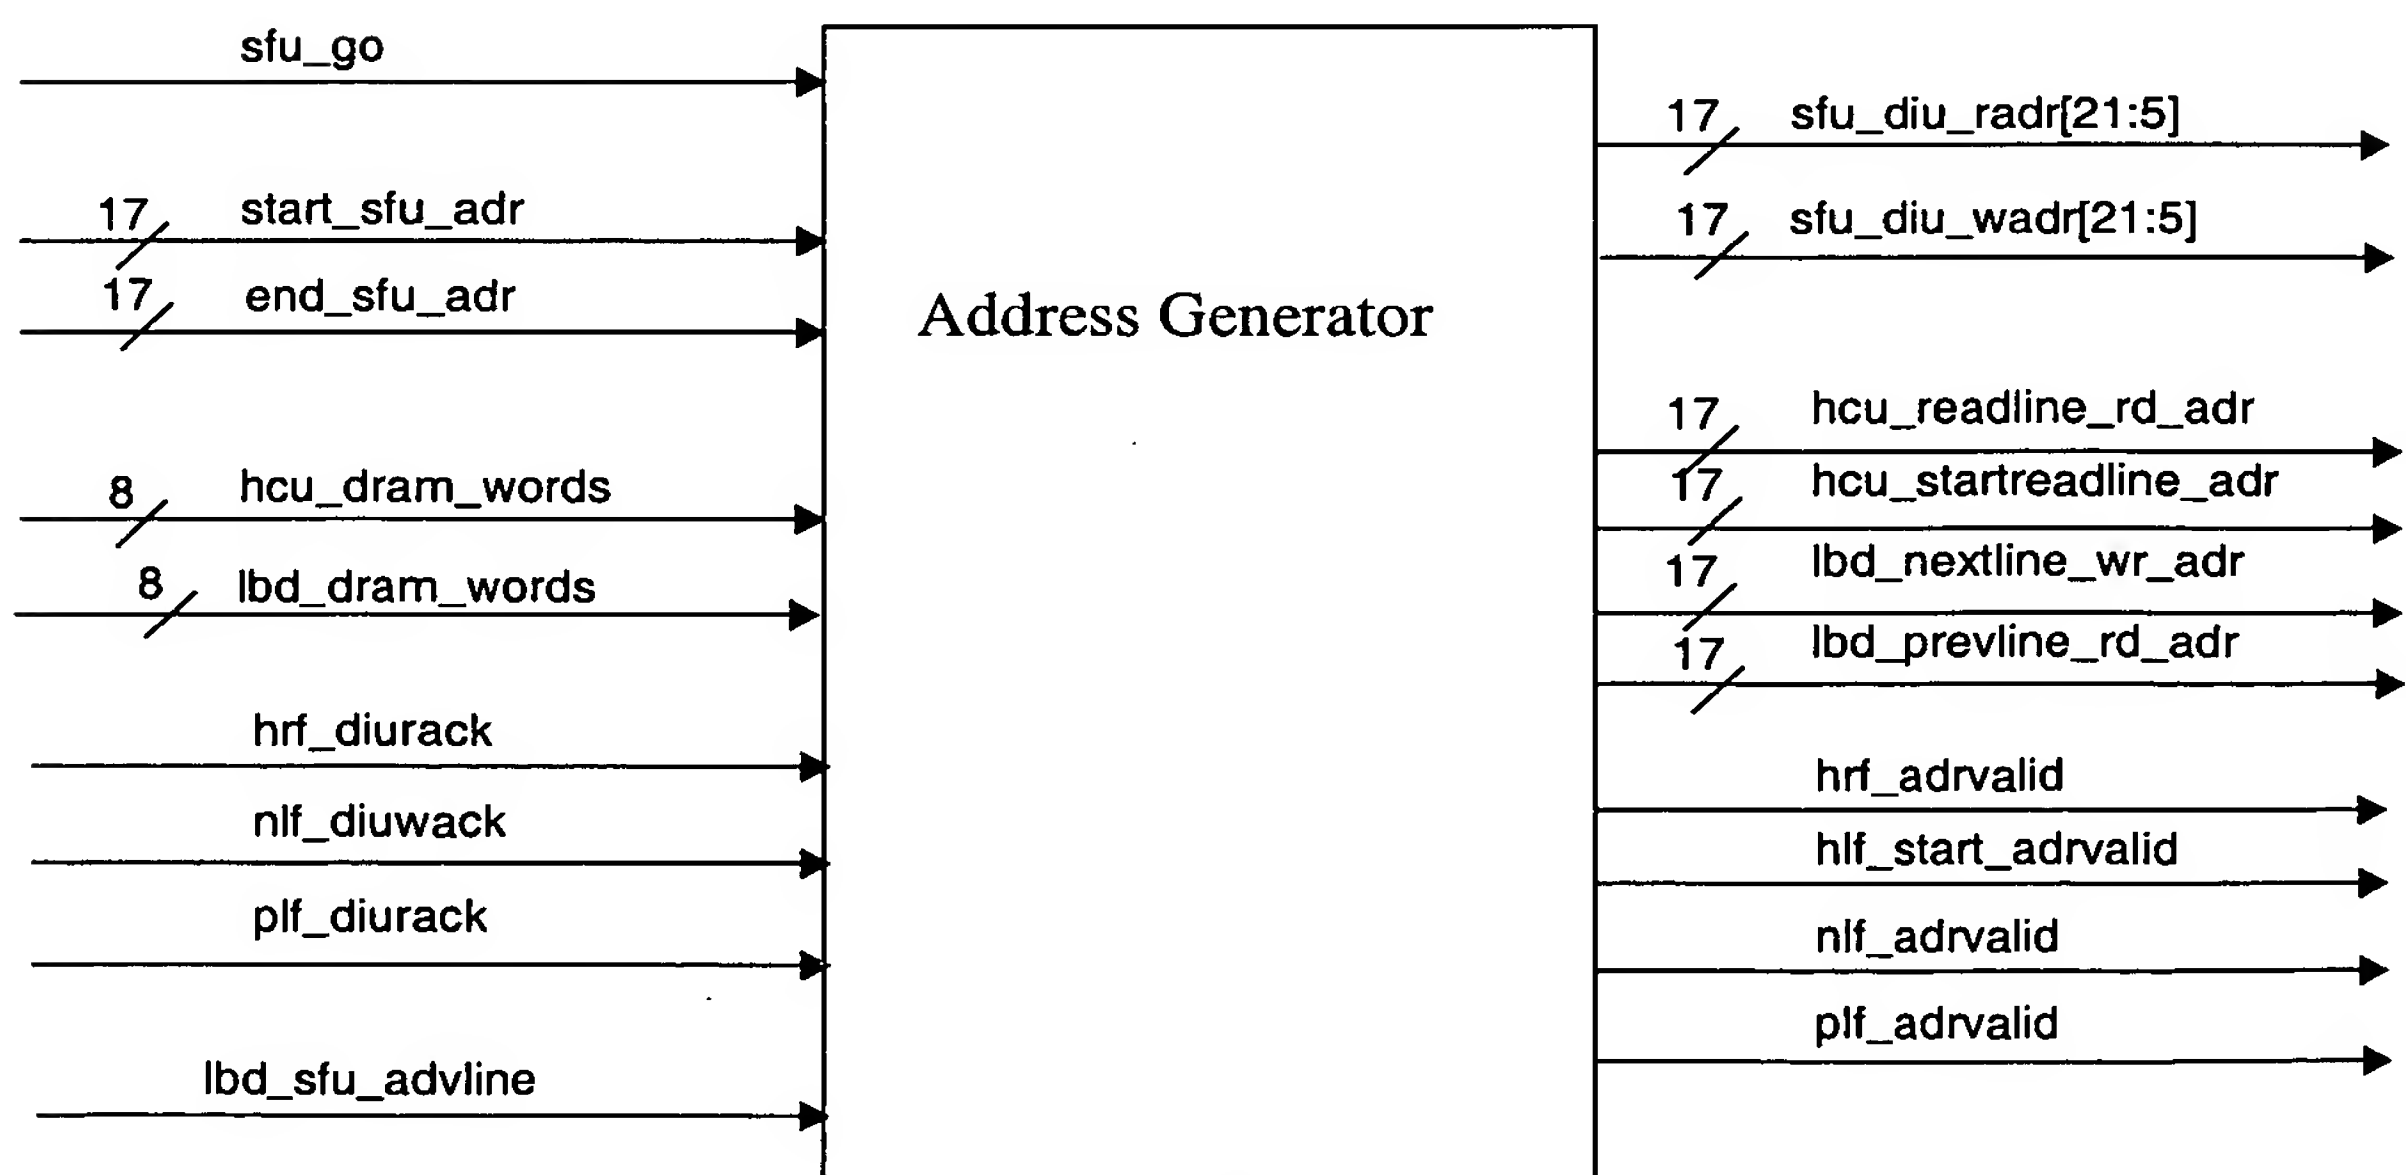 sfu_go
17
start_sfu_adr
17
end_sfu_adr
8
hcu_dram_words
8
lbd_dram_words
hrf_diurack
nlf_diuwack
plf_diurack
lbd_sfu_advline
Address Generator
17
sfu_diu_radr[21:5]
17
sfu_diu_wadr[21:5]
17
hcu_readline_rd_adr
17
hcu_startreadline_adr
17
lbd_nextline_wr_adr
17
lbd_prevline_rd_adr
hrf_adrvalid
hlf_start_adrvalid
nlf_adrvalid
plf_adrvalid